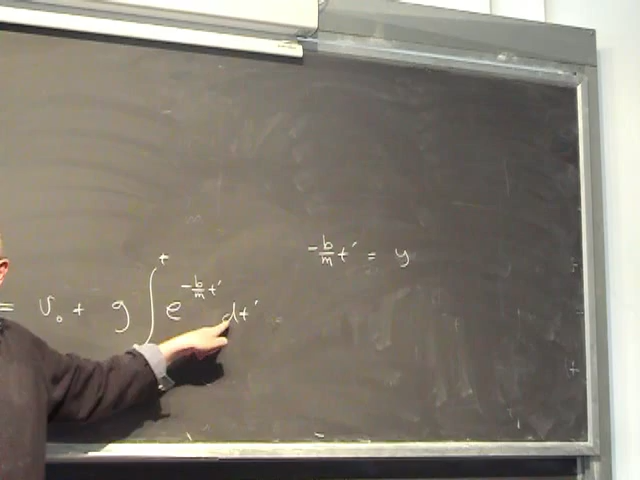 -b/m t' = y
= v₀ + g ∫ᵗ e^(-b/m t') dt'